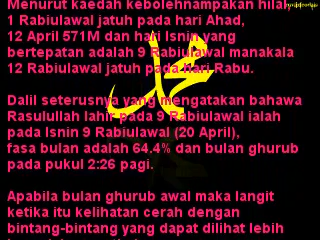 Menurut kaedah kebolehnampakan hilal,
1 Rabiulawal jatuh pada hari Ahad,
12 April 571M dan hari Isnin yang
bertepatan adalah 9 Rabiulawal manakala
12 Rabiulawal jatuh pada hari Rabu.
Dalil seterusnya yang mengatakan bahawa
Rasulullah lahir pada 9 Rabiulawal ialah
pada Isnin 9 Rabiulawal (20 April),
fasa bulan adalah 64.4% dan bulan ghurub
pada pukul 2:26 pagi.
Apabila bulan ghurub awal maka langit
ketika itu kelihatan cerah dengan
bintang-bintang yang dapat dilihat lebih
محمد